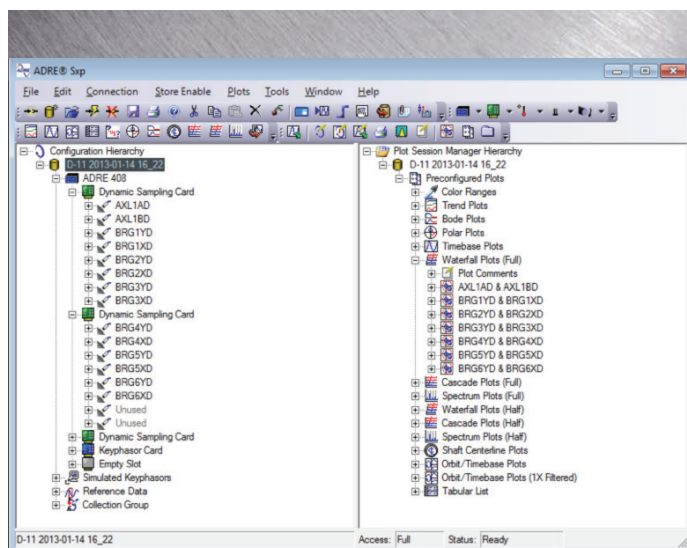 ADRE® Sxp
File Edit Connection Store Enable Plots Tools Window Help
Configuration Hierarchy
D-11 2013-01-14 16_22
ADRE 408
Dynamic Sampling Card
AXL1AD
AXL1BD
BRG1YD
BRG1XD
BRG2YD
BRG2XD
BRG3YD
BRG3XD
Dynamic Sampling Card
BRG4YD
BRG4XD
BRG5YD
BRG5XD
BRG6YD
BRG6XD
Unused
Unused
Dynamic Sampling Card
Keyphasor Card
Empty Slot
Simulated Keyphasors
Reference Data
Collection Group
Plot Session Manager Hierarchy
D-11 2013-01-14 16_22
Preconfigured Plots
Color Ranges
Trend Plots
Bode Plots
Polar Plots
Timebase Plots
Waterfall Plots (Full)
Plot Comments
AXL1AD & AXL1BD
BRG1YD & BRG1XD
BRG2YD & BRG2XD
BRG3YD & BRG3XD
BRG4YD & BRG4XD
BRG5YD & BRG5XD
BRG6YD & BRG6XD
Cascade Plots (Full)
Spectrum Plots (Full)
Waterfall Plots (Half)
Cascade Plots (Half)
Spectrum Plots (Half)
Shaft Centerline Plots
Orbit/Timebase Plots
Orbit/Timebase Plots (1X Filtered)
Tabular List
D-11 2013-01-14 16_22
Access: Full Status: Ready